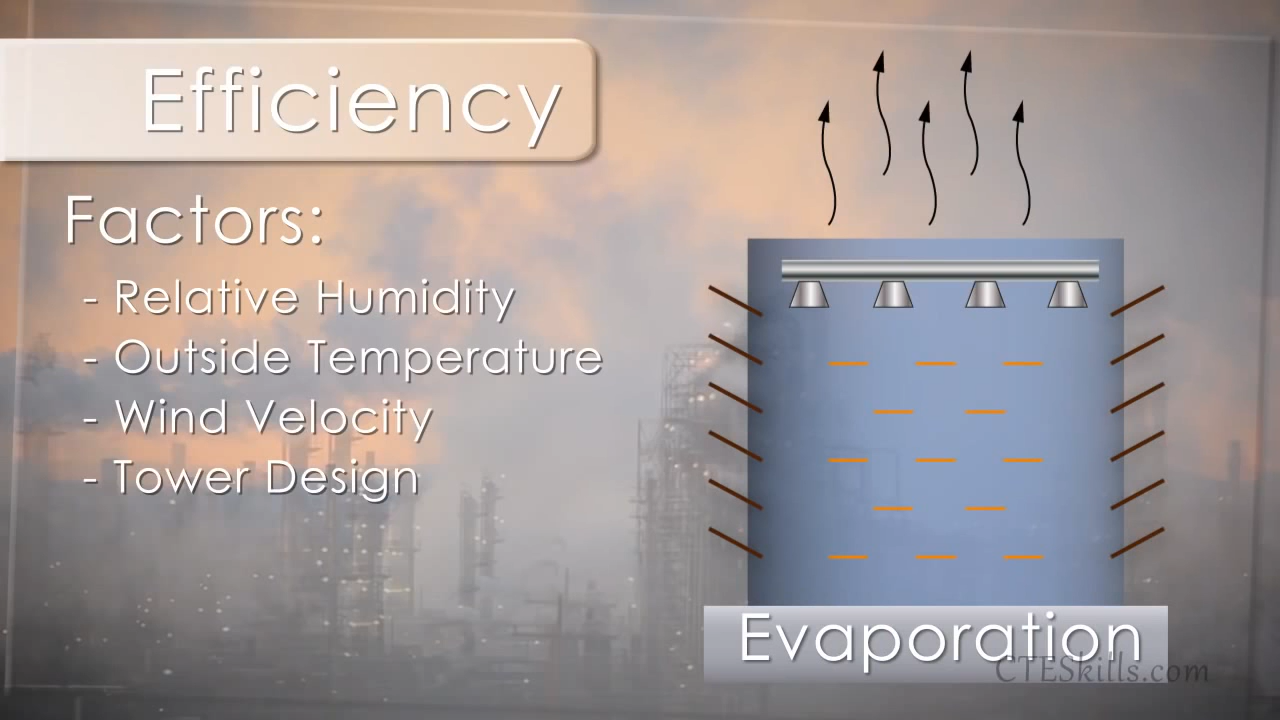 Efficiency
Factors:
- Relative Humidity
- Outside Temperature
- Wind Velocity
- Tower Design
Evaporation
CTESkills.com